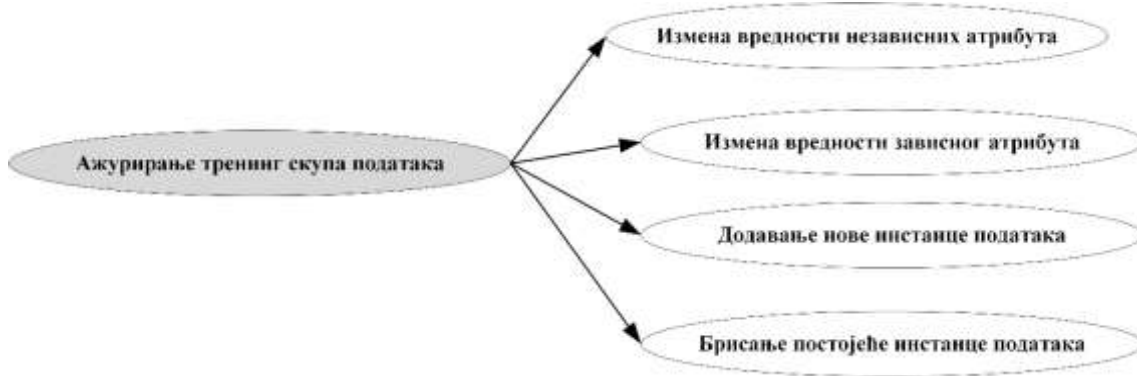 Измена вредности независних атрибута
Измена вредности зависног атрибута
Ажурирање тренинг скупа података
Додавање нове инстанце података
Брисање постојеће инстанце података